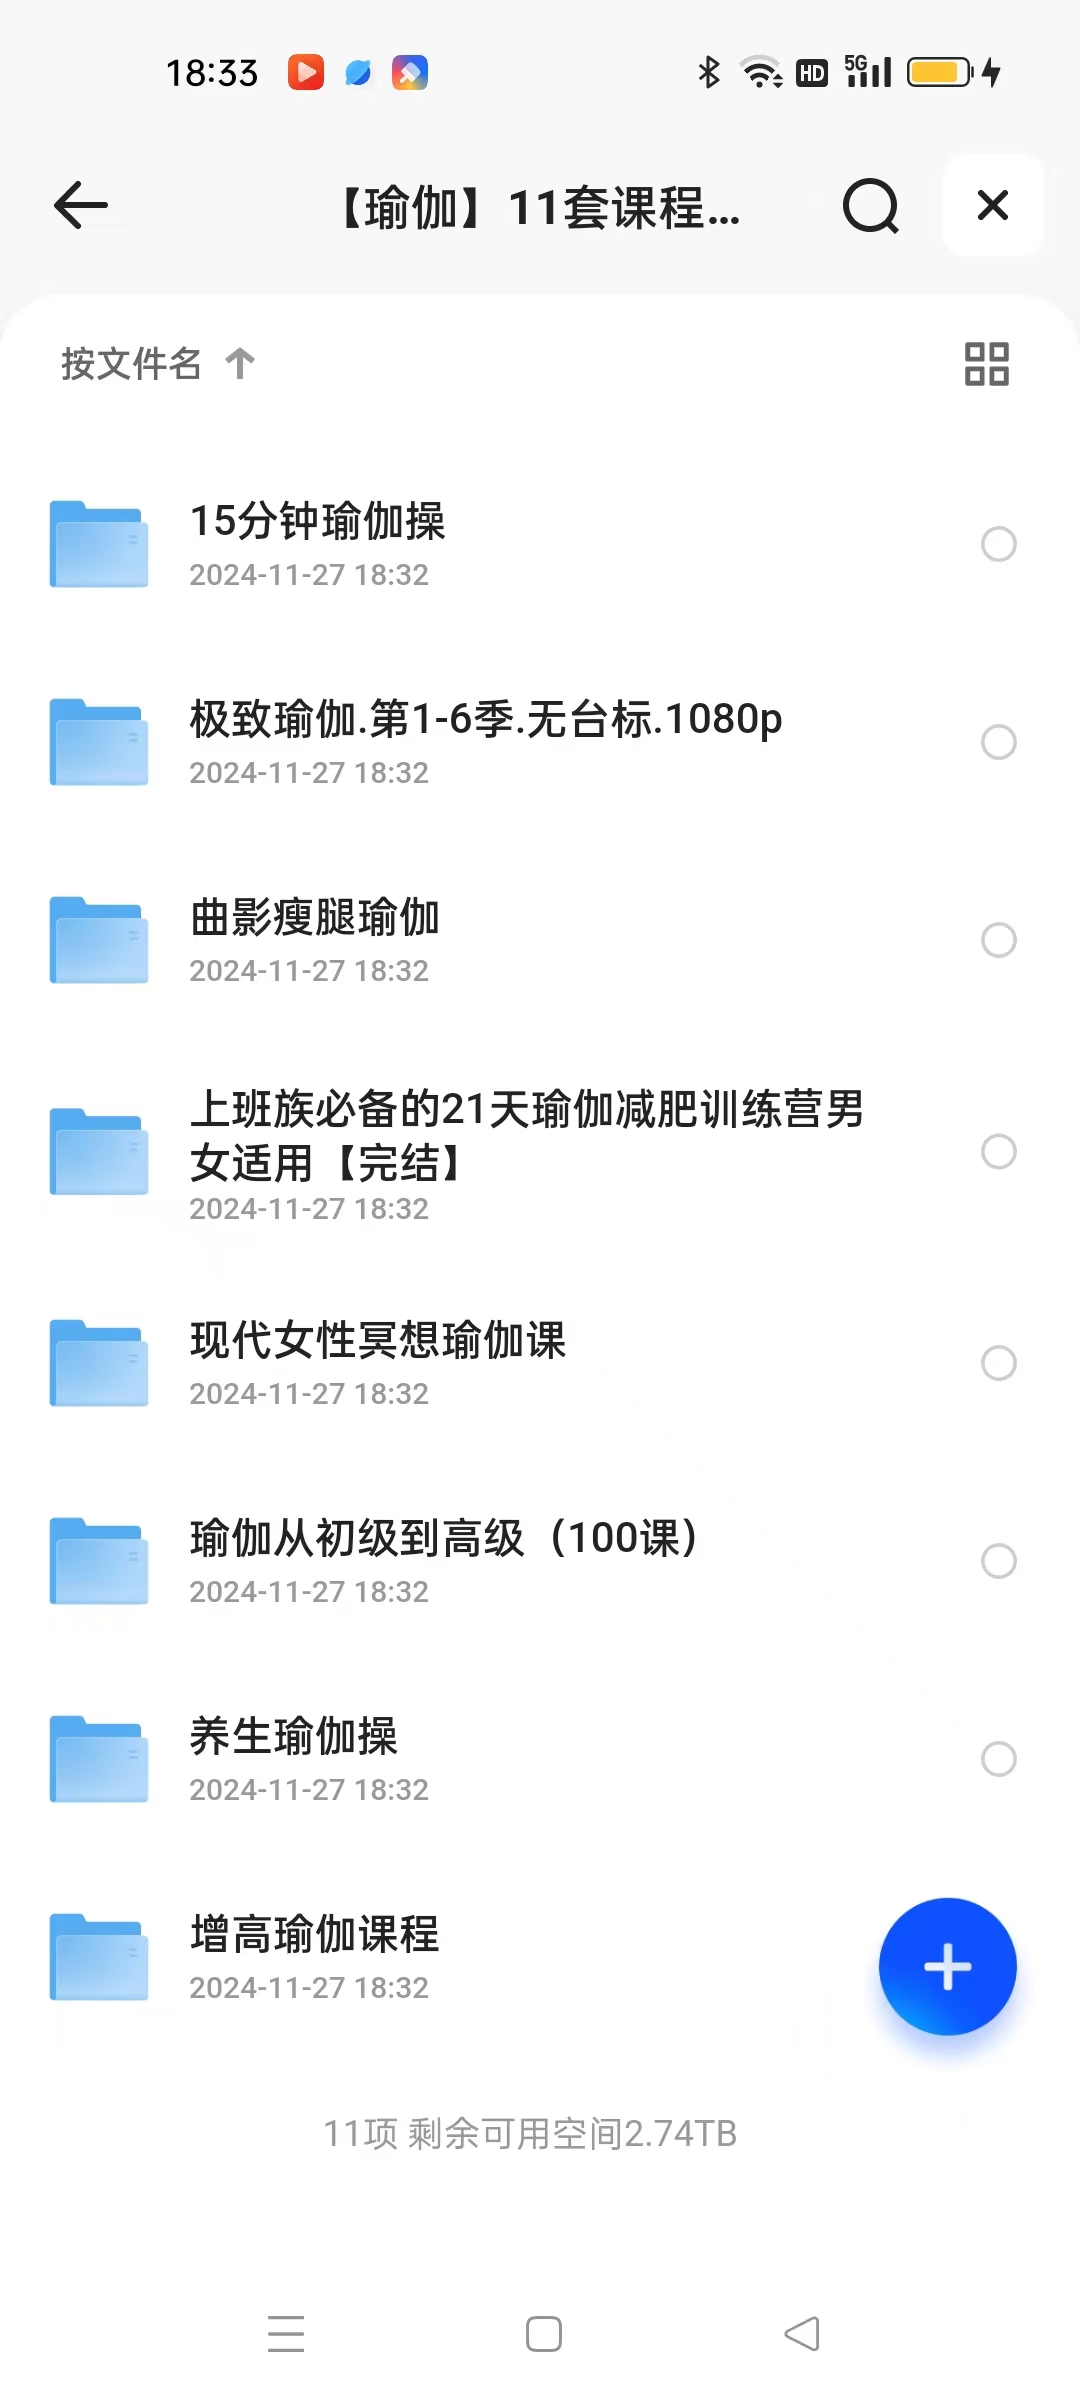 18:33
HD
5G
【瑜伽】11套课程...
按文件名
15分钟瑜伽操
2024-11-27 18:32
极致瑜伽.第1-6季.无台标.1080p
2024-11-27 18:32
曲影瘦腿瑜伽
2024-11-27 18:32
上班族必备的21天瑜伽减肥训练营男
女适用【完结】
2024-11-27 18:32
现代女性冥想瑜伽课
2024-11-27 18:32
瑜伽从初级到高级（100课）
2024-11-27 18:32
养生瑜伽操
2024-11-27 18:32
增高瑜伽课程
2024-11-27 18:32
11项 剩余可用空间2.74TB